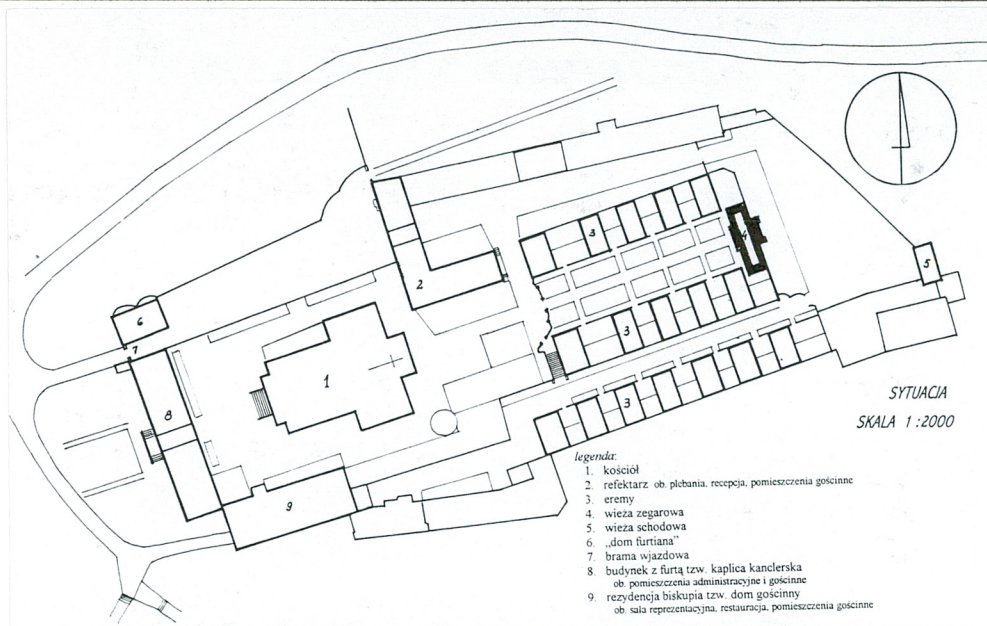 6
7
8
9
1
2
3
3
3
4
5
SYTUACJA
SKALA 1 :2000
legenda:
1. kościół
2. refektarz ob. plebania, recepcja, pomieszczenia gościnne
3. eremy
4. wieża zegarowa
5. wieża schodowa
6. „dom furtiana”
7. brama wjazdowa
8. budynek z furtą tzw. kaplica kanclerska
ob. pomieszczenia administracyjne i gościnne
9. rezydencja biskupia tzw. dom gościnny
ob. sala reprezentacyjna, restauracja, pomieszczenia gościnne